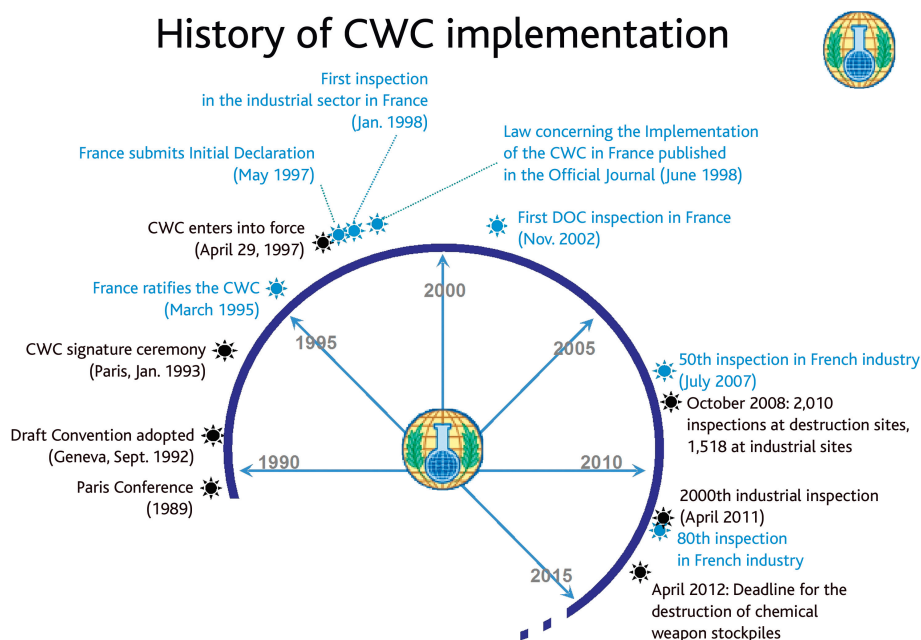 History of CWC implementation
First inspection
in the industrial sector in France
(Jan. 1998)
Law concerning the Implementation
of the CWC in France published
in the Official Journal (June 1998)
France submits Initial Declaration
(May 1997)
CWC enters into force
(April 29, 1997)
First DOC inspection in France
(Nov. 2002)
France ratifies the CWC
(March 1995)
2000
1995
2005
CWC signature ceremony
(Paris, Jan. 1993)
50th inspection in French industry
(July 2007)
October 2008: 2,010
inspections at destruction sites,
1,518 at industrial sites
Draft Convention adopted
(Geneva, Sept. 1992)
1990
2010
Paris Conference
(1989)
2000th industrial inspection
(April 2011)
80th inspection
in French industry
2015
April 2012: Deadline for the
destruction of chemical
weapon stockpiles